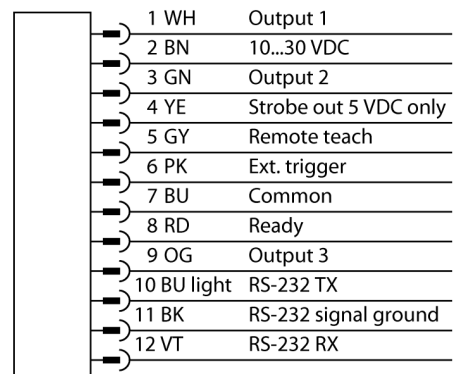 1 WH Output 1
2 BN 10...30 VDC
3 GN Output 2
4 YE Strobe out 5 VDC only
5 GY Remote teach
6 PK Ext. trigger
7 BU Common
8 RD Ready
9 OG Output 3
10 BU light RS-232 TX
11 BK RS-232 signal ground
12 VT RS-232 RX